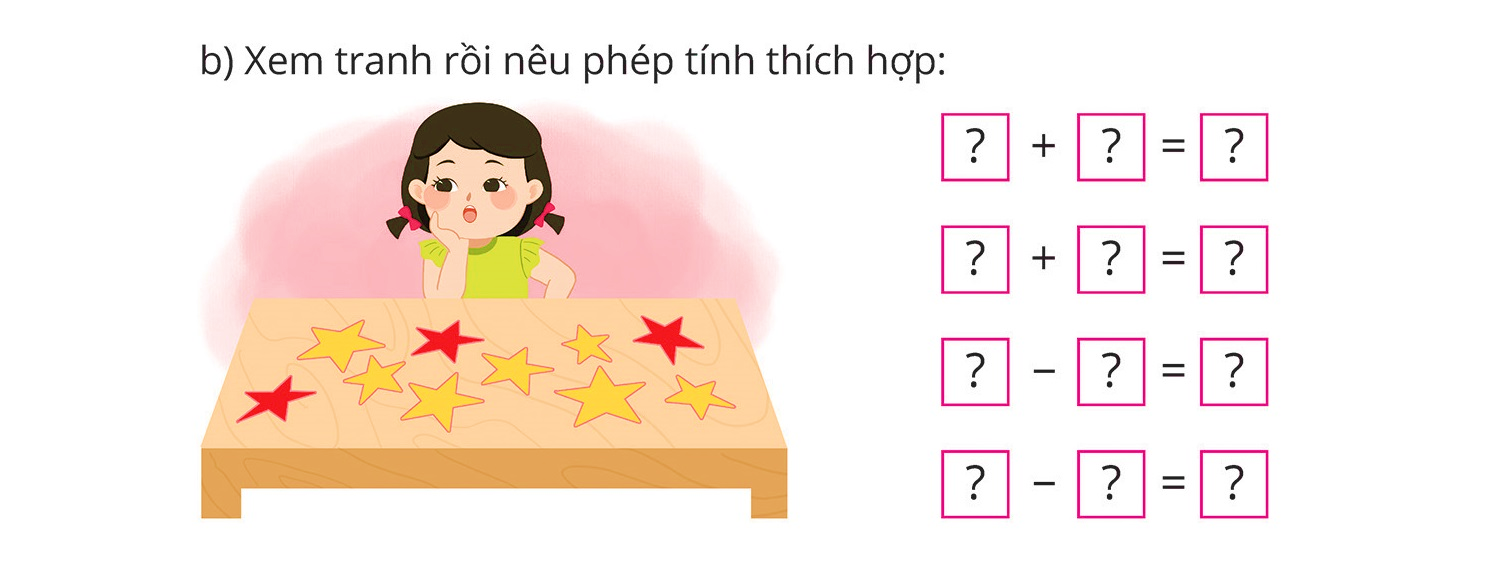 b) Xem tranh rồi nêu phép tính thích hợp:
? + ? = ?
? + ? = ?
? − ? = ?
? − ? = ?